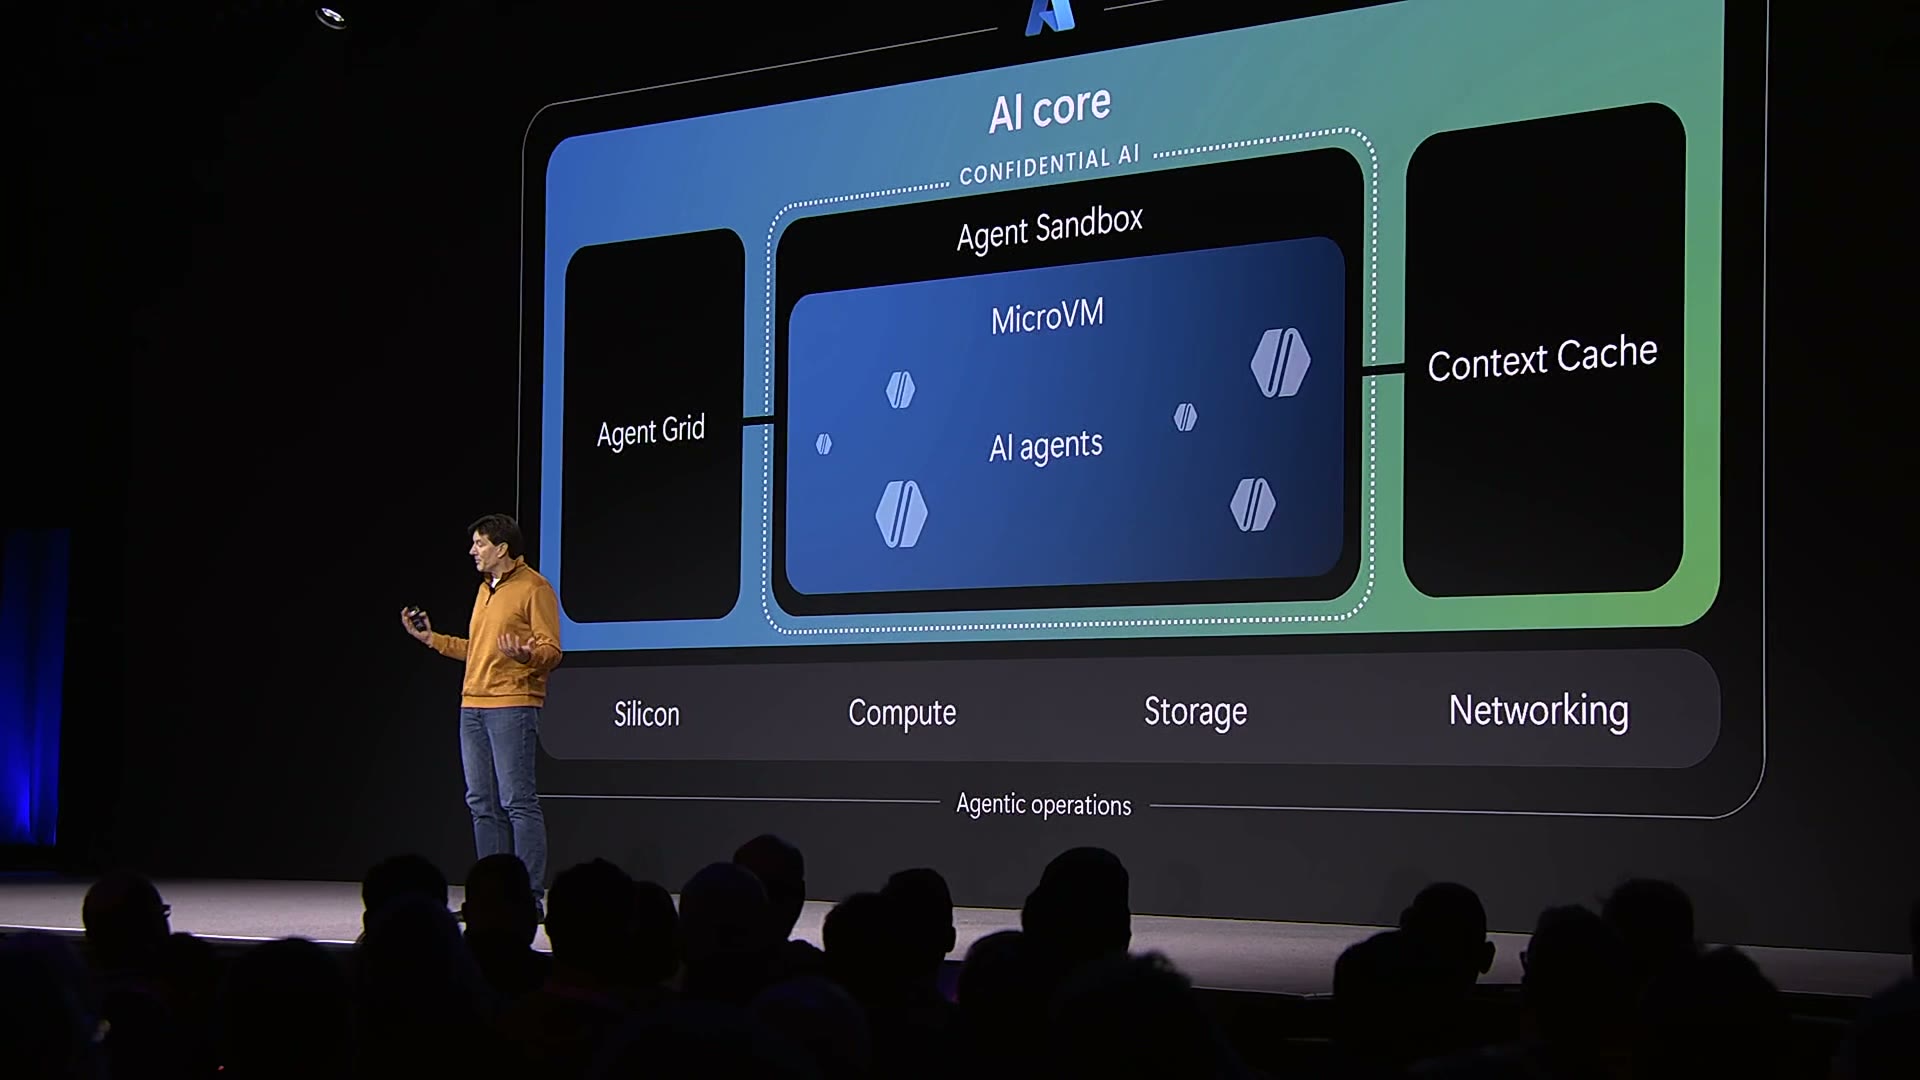 AI core
CONFIDENTIAL AI
Agent Sandbox
MicroVM
Agent Grid
AI agents
Context Cache
Silicon
Compute
Storage
Networking
Agentic operations